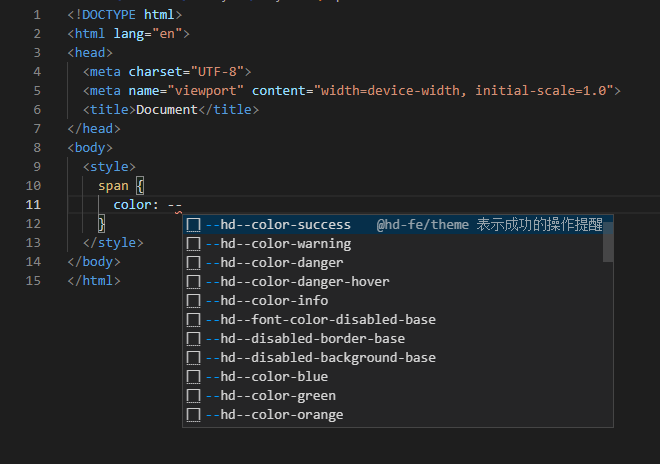 1 <!DOCTYPE html>
2 <html lang="en">
3 <head>
4 <meta charset="UTF-8">
5 <meta name="viewport" content="width=device-width, initial-scale=1.0">
6 <title>Document</title>
7 </head>
8 <body>
9 <style>
10 span {
11 color: --
12 }
13 </style>
14 </body>
15 </html>
--hd--color-success @hd-fe/theme 表示成功的操作提醒
--hd--color-warning
--hd--color-danger
--hd--color-danger-hover
--hd--color-info
--hd--font-color-disabled-base
--hd--disabled-border-base
--hd--disabled-background-base
--hd--color-blue
--hd--color-green
--hd--color-orange